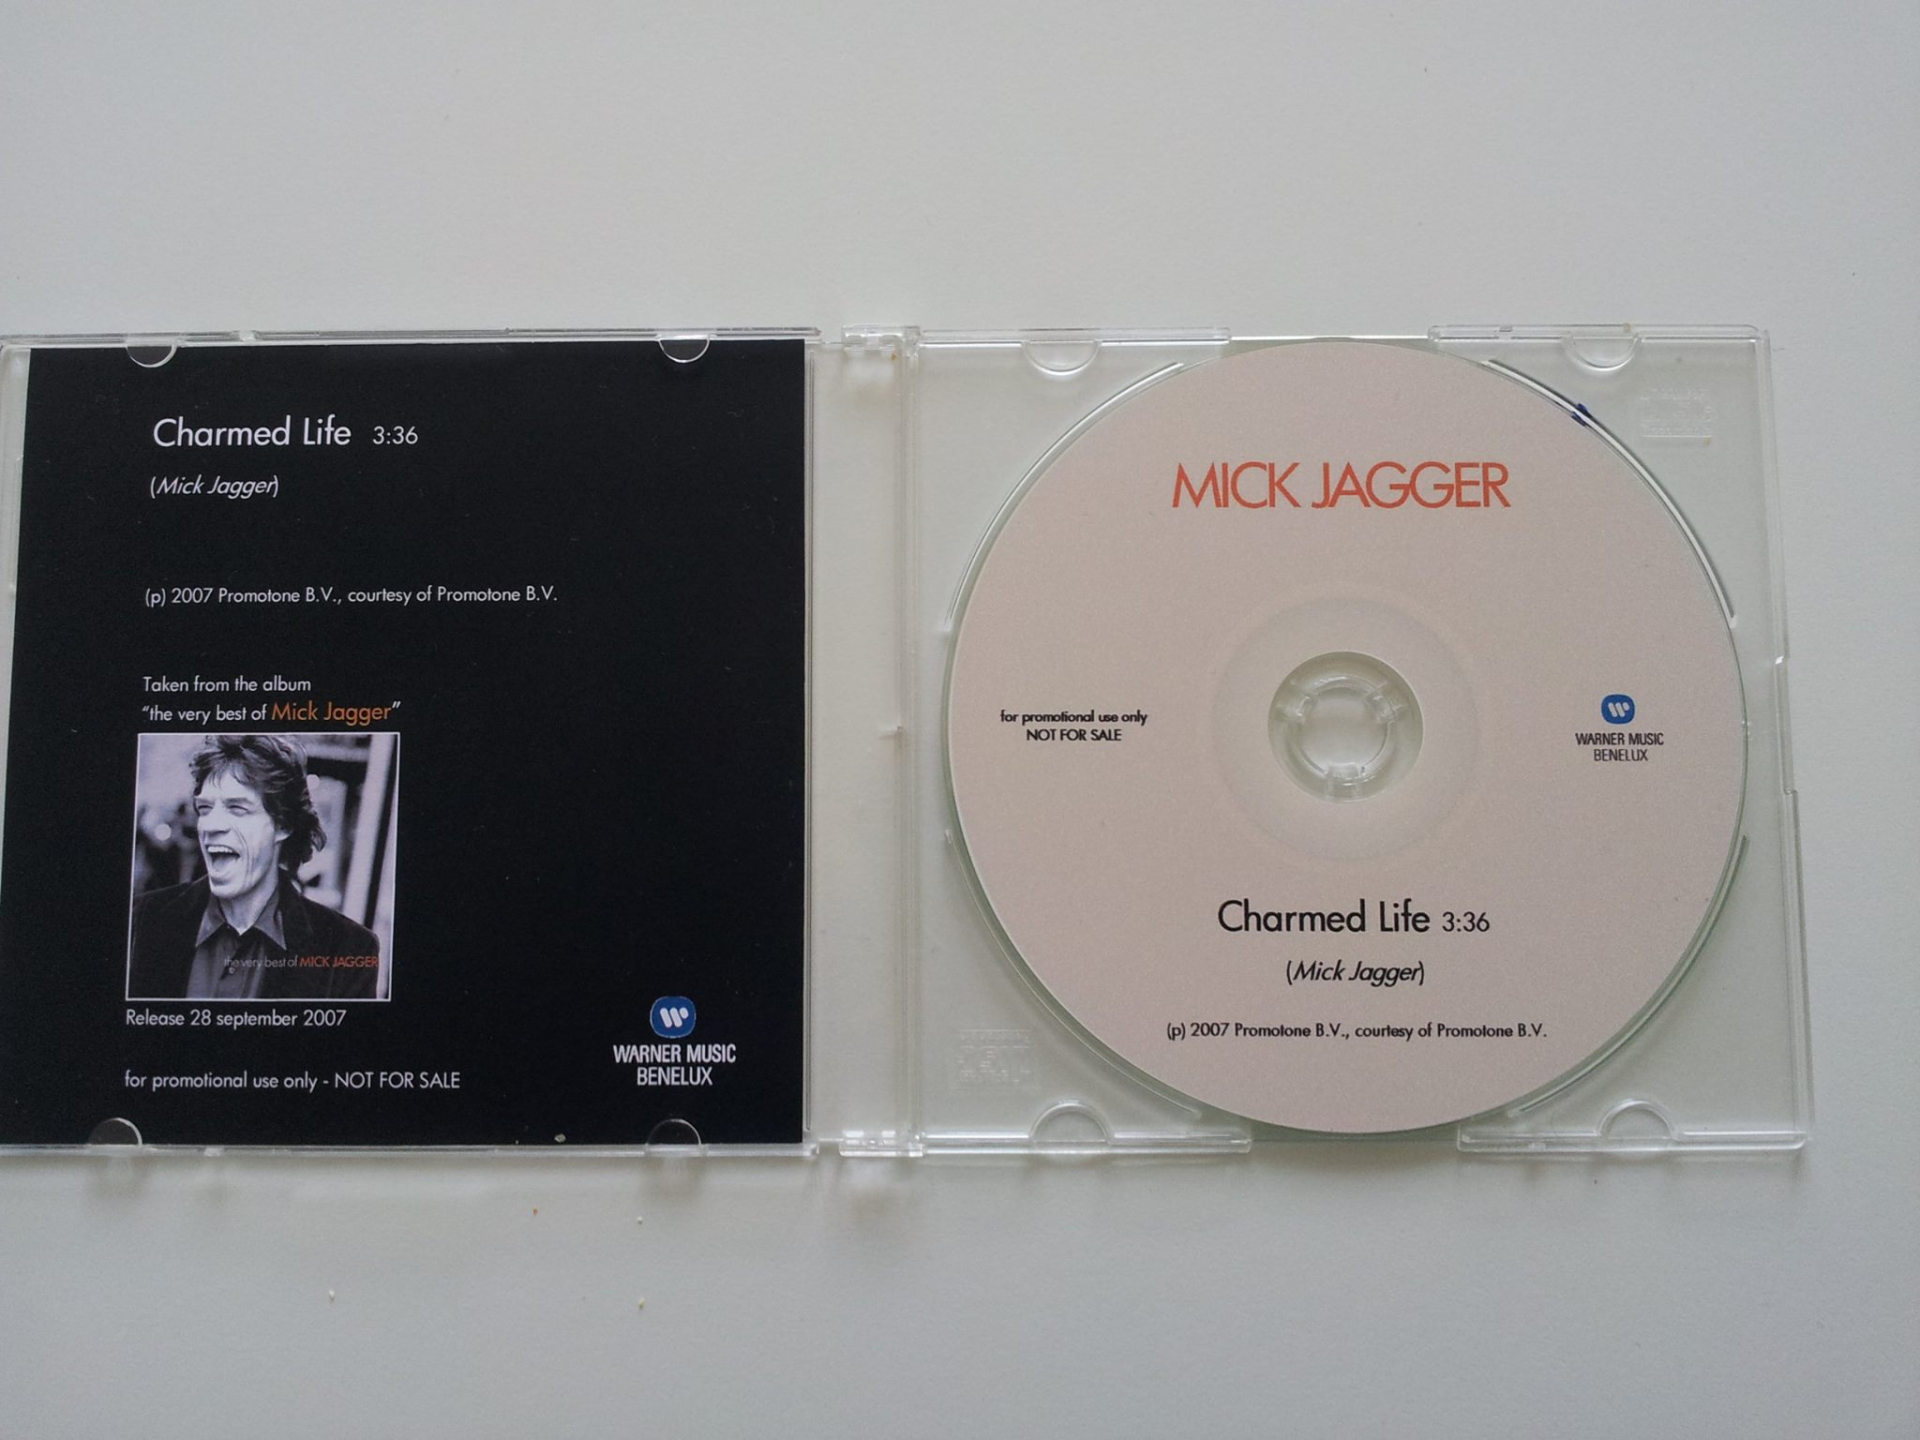 Charmed Life 3:36
(Mick Jagger)
(p) 2007 Promotone B.V., courtesy of Promotone B.V.
Taken from the album
“the very best of Mick Jagger”
the very best of MICK JAGGER
Release 28 september 2007
for promotional use only - NOT FOR SALE
WARNER MUSIC
BENELUX
MICK JAGGER
for promotional use only
NOT FOR SALE
WARNER MUSIC
BENELUX
Charmed Life 3:36
(Mick Jagger)
(p) 2007 Promotone B.V., courtesy of Promotone B.V.